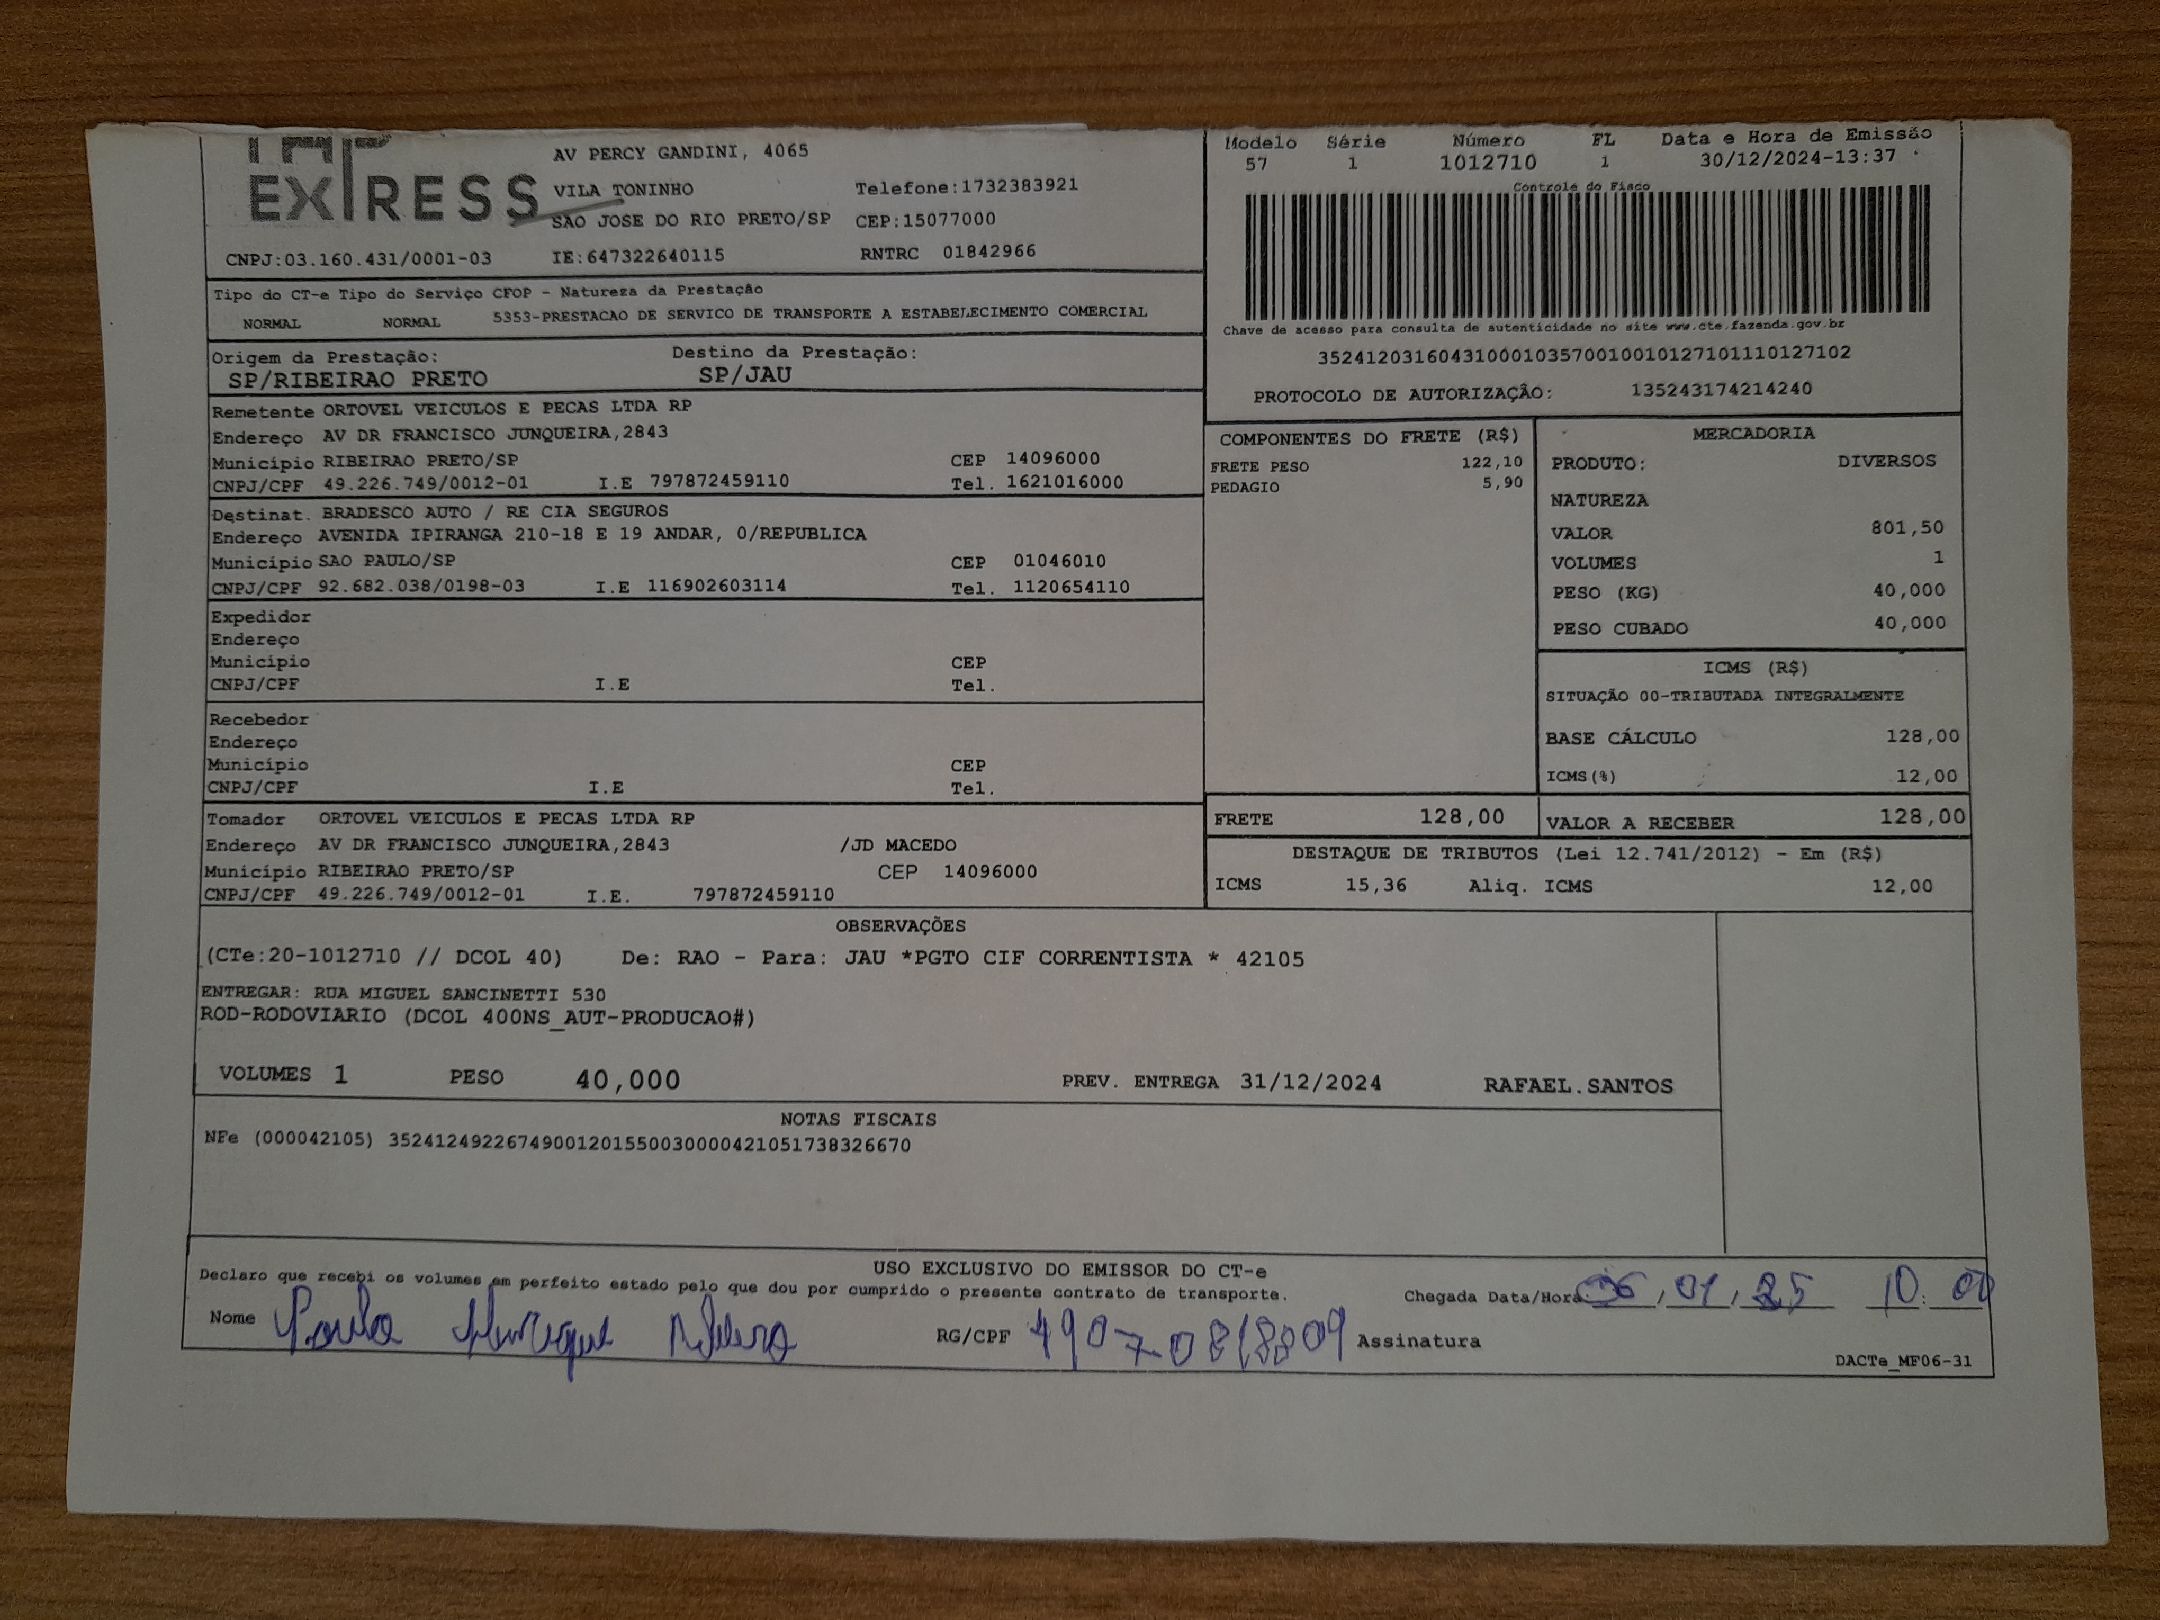 EXPRESS
AV PERCY GANDINI, 4065
VILA TONINHO Telefone:1732383921
SAO JOSE DO RIO PRETO/SP CEP:15077000
CNPJ:03.160.431/0001-03 IE:647322640115 RNTRC 01842966
Modelo Série Número FL Data e Hora de Emissão
57 1 1012710 1 30/12/2024-13:37
Controle do Fisco
Chave de acesso para consulta de autenticidade no site www.cte.fazenda.gov.br
35241203160431000103570010010127101110127102
PROTOCOLO DE AUTORIZAÇÃO: 135243174214240
Tipo do CT-e Tipo do Serviço CFOP - Natureza da Prestação
NORMAL NORMAL 5353-PRESTACAO DE SERVICO DE TRANSPORTE A ESTABELECIMENTO COMERCIAL
Origem da Prestação: Destino da Prestação:
SP/RIBEIRAO PRETO SP/JAU
Remetente ORTOVEL VEICULOS E PECAS LTDA RP
Endereço AV DR FRANCISCO JUNQUEIRA,2843
Município RIBEIRAO PRETO/SP CEP 14096000
CNPJ/CPF 49.226.749/0012-01 I.E 797872459110 Tel. 1621016000
Destinat. BRADESCO AUTO / RE CIA SEGUROS
Endereço AVENIDA IPIRANGA 210-18 E 19 ANDAR, 0/REPUBLICA
Município SAO PAULO/SP CEP 01046010
CNPJ/CPF 92.682.038/0198-03 I.E 116902603114 Tel. 1120654110
Expedidor
Endereço
Município CEP
CNPJ/CPF I.E Tel.
Recebedor
Endereço
Município CEP
CNPJ/CPF I.E Tel.
Tomador ORTOVEL VEICULOS E PECAS LTDA RP
Endereço AV DR FRANCISCO JUNQUEIRA,2843 /JD MACEDO
Município RIBEIRAO PRETO/SP CEP 14096000
CNPJ/CPF 49.226.749/0012-01 I.E. 797872459110
COMPONENTES DO FRETE (R$)
FRETE PESO 122,10
PEDAGIO 5,90
MERCADORIA
PRODUTO: DIVERSOS
NATUREZA
VALOR 801,50
VOLUMES 1
PESO (KG) 40,000
PESO CUBADO 40,000
ICMS (R$)
SITUAÇÃO 00-TRIBUTADA INTEGRALMENTE
BASE CÁLCULO 128,00
ICMS(%) 12,00
FRETE 128,00 VALOR A RECEBER 128,00
DESTAQUE DE TRIBUTOS (Lei 12.741/2012) - Em (R$)
ICMS 15,36 Aliq. ICMS 12,00
OBSERVAÇÕES
(CTe:20-1012710 // DCOL 40) De: RAO - Para: JAU *PGTO CIF CORRENTISTA * 42105
ENTREGAR: RUA MIGUEL SANCINETTI 530
ROD-RODOVIARIO (DCOL 400NS_AUT-PRODUCAO#)
VOLUMES 1 PESO 40,000 PREV. ENTREGA 31/12/2024 RAFAEL.SANTOS
NOTAS FISCAIS
NFe (000042105) 35241249226749001201550030000421051738326670
USO EXCLUSIVO DO EMISSOR DO CT-e
Declaro que recebi os volumes em perfeito estado pelo que dou por cumprido o presente contrato de transporte.
Chegada Data/Hora 06,01,25 10:00
Nome Paulo Henrique RG/CPF Assinatura
DACTe_MF06-31